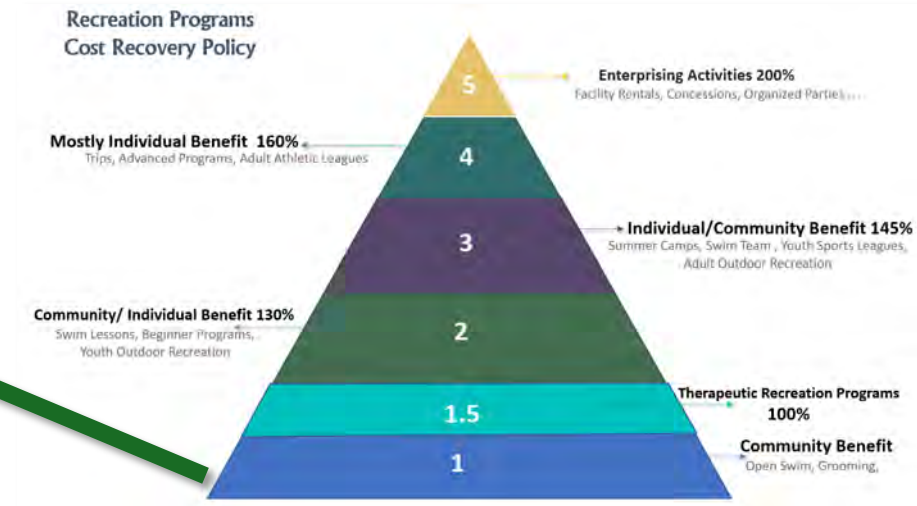 Recreation Programs
Cost Recovery Policy
5
Enterprising Activities 200%
Facility Rentals, Concessions, Organized Parties.....
Mostly Individual Benefit 160%
Trips, Advanced Programs, Adult Athletic Leagues
4
3
Individual/Community Benefit 145%
Summer Camps, Swim Team , Youth Sports Leagues,
Adult Outdoor Recreation
Community/ Individual Benefit 130%
Swim Lessons, Beginner Programs,
Youth Outdoor Recreation
2
Therapeutic Recreation Programs
100%
1.5
Community Benefit
Open Swim, Grooming,
1